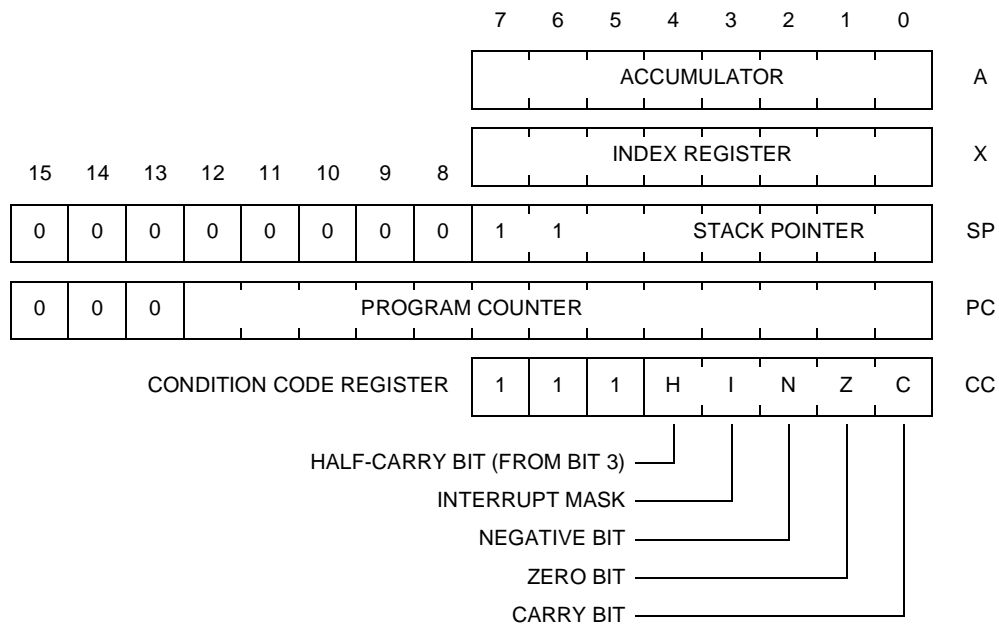 7 6 5 4 3 2 1 0
ACCUMULATOR A
INDEX REGISTER X
15 14 13 12 11 10 9 8
0 0 0 0 0 0 0 0 1 1 STACK POINTER SP
0 0 0 PROGRAM COUNTER PC
CONDITION CODE REGISTER 1 1 1 H I N Z C CC
HALF-CARRY BIT (FROM BIT 3)
INTERRUPT MASK
NEGATIVE BIT
ZERO BIT
CARRY BIT